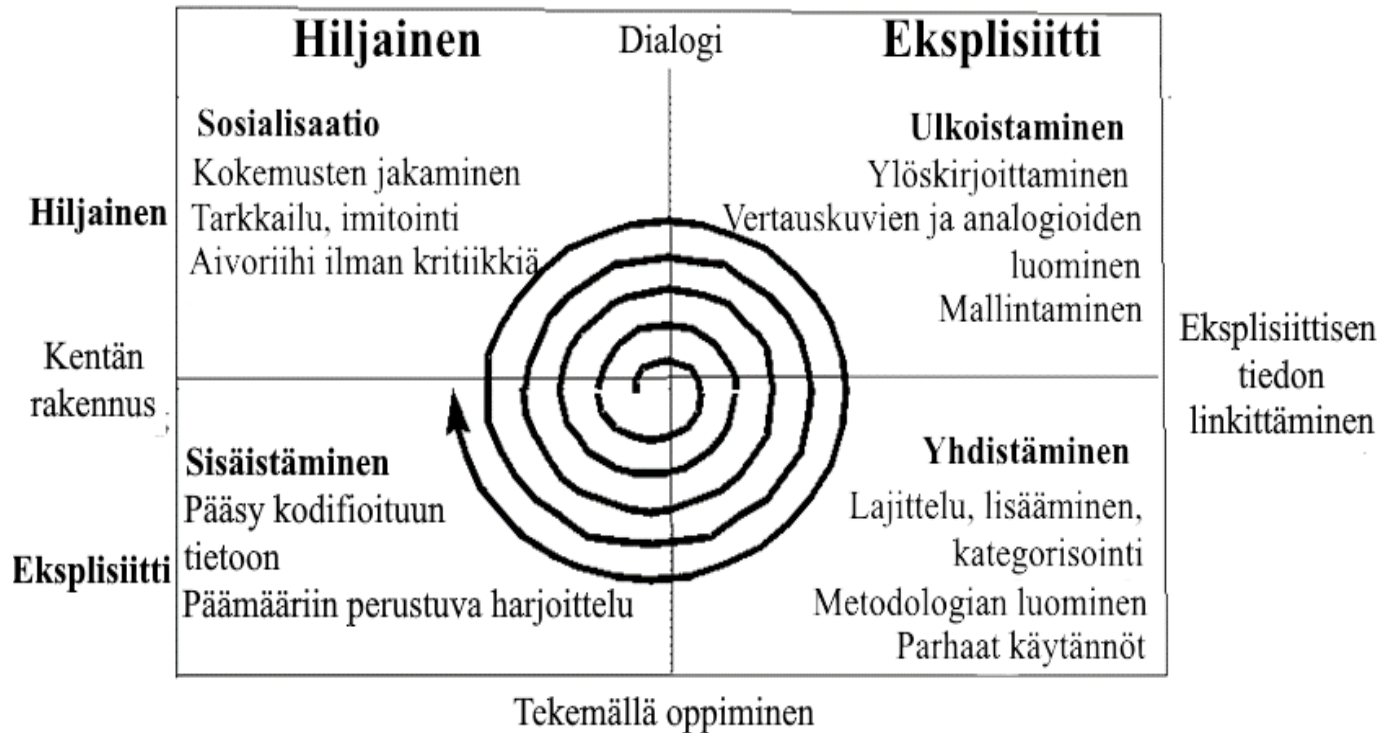 Hiljainen
Dialogi
Eksplisiitti
Hiljainen
Sosialisaatio
Kokemusten jakaminen
Tarkkailu, imitointi
Aivoriihi ilman kritiikkiä
Ulkoistaminen
Ylöskirjoittaminen
Vertauskuvien ja analogioiden
luominen
Mallintaminen
Kentän
rakennus
Eksplisiittisen
tiedon
linkittäminen
Eksplisiitti
Sisäistäminen
Pääsy kodifioituun
tietoon
Päämääriin perustuva harjoittelu
Yhdistäminen
Lajittelu, lisääminen,
kategorisointi
Metodologian luominen
Parhaat käytännöt
Tekemällä oppiminen